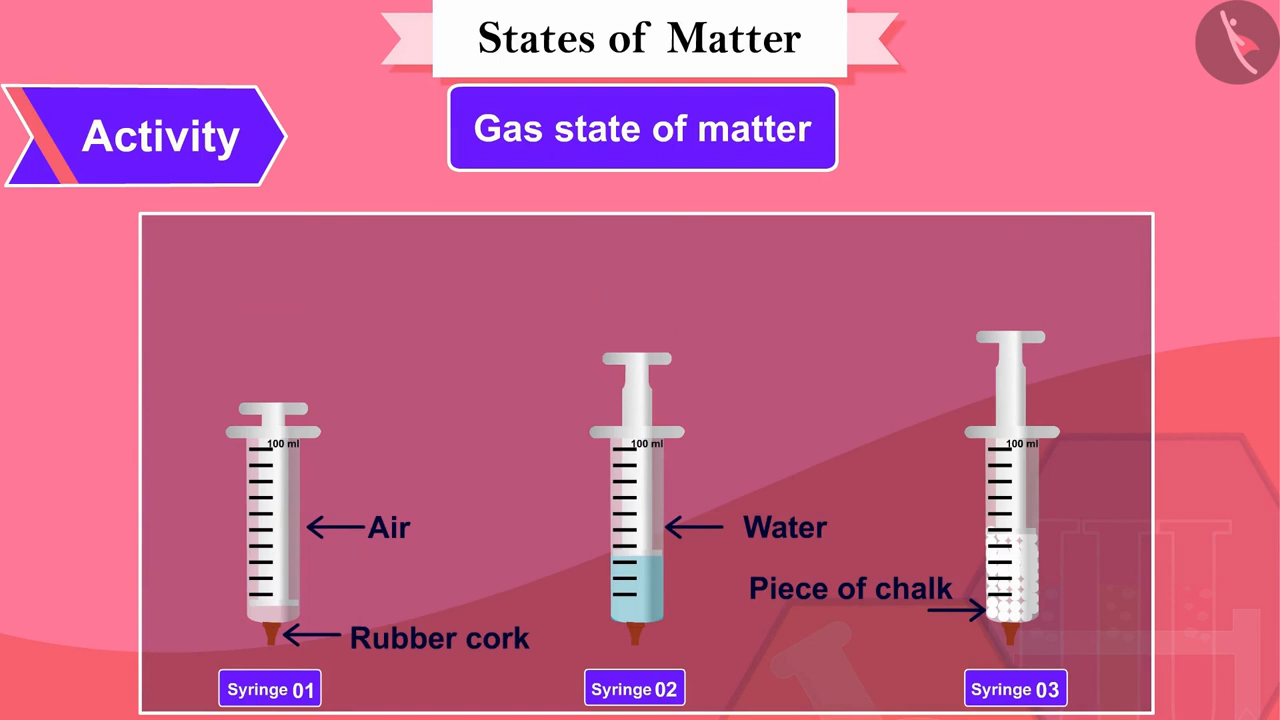 States of Matter
Activity
Gas state of matter
100 ml
100 ml
100 ml
Air
Water
Piece of chalk
Rubber cork
Syringe 01
Syringe 02
Syringe 03